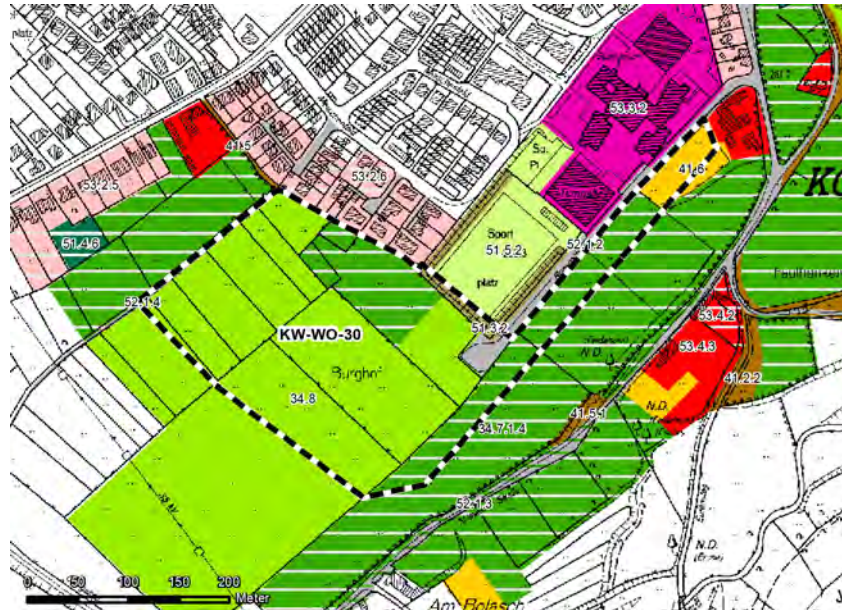 platz
53.3.2
Sp.
Pl.
41.5
41.6
53.2.6
53.2.5
Sport
51.5.2
platz
52.1.2
51.4.6
52.1.4
KW-WO-30
51.3.2
N.D.
53.4.2
53.4.3
Burghof
34.8
41.2.2
N.D.
41.5.1
34.7.1.4
52.1.3
N.D.
0 50 100 150 200
Meter
Am Bolasch